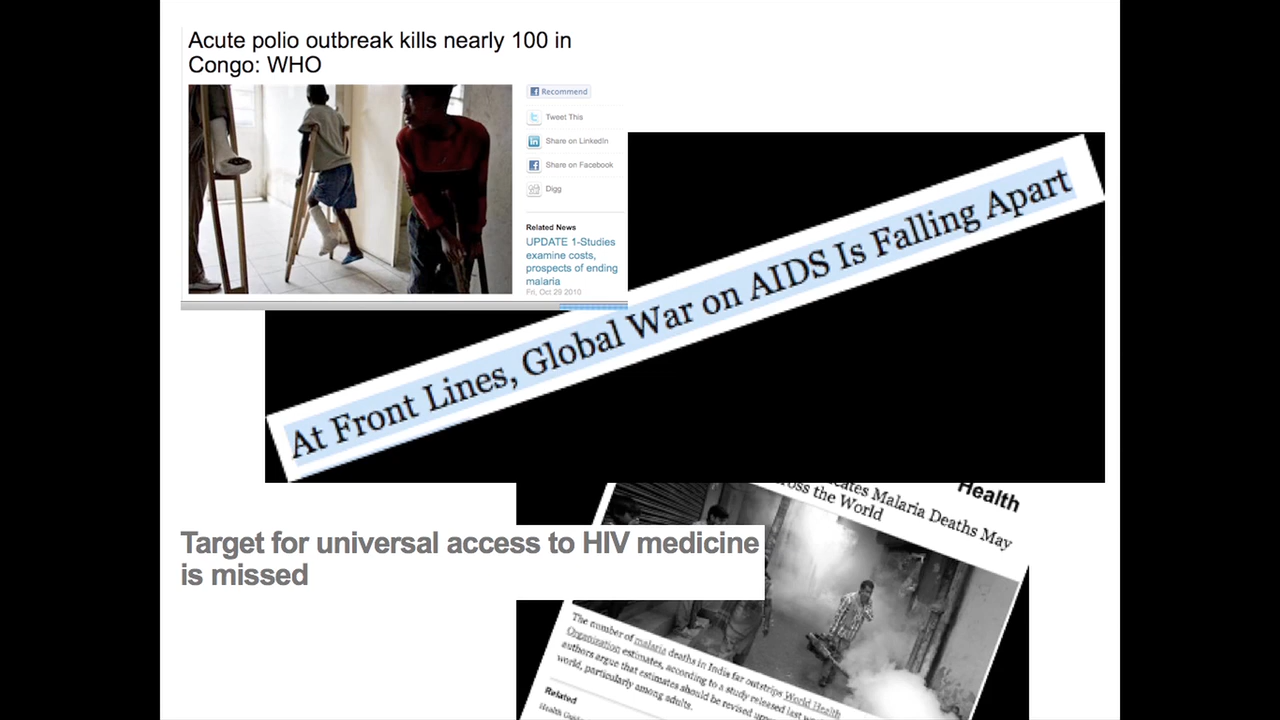 Acute polio outbreak kills nearly 100 in
Congo: WHO
Recommend
Tweet This
Share on LinkedIn
Share on Facebook
Digg
Related News
UPDATE 1-Studies
examine costs,
prospects of ending
malaria
Fri, Oct 29 2010
At Front Lines, Global War on AIDS Is Falling Apart
Target for universal access to HIV medicine
is missed
Health
Malaria Deaths May
the World
The number of malaria deaths in India far outstrips World Health
Organization estimates, according to a study released last
authors argue that estimates should be revised
world, particularly among adults.
Related
Health